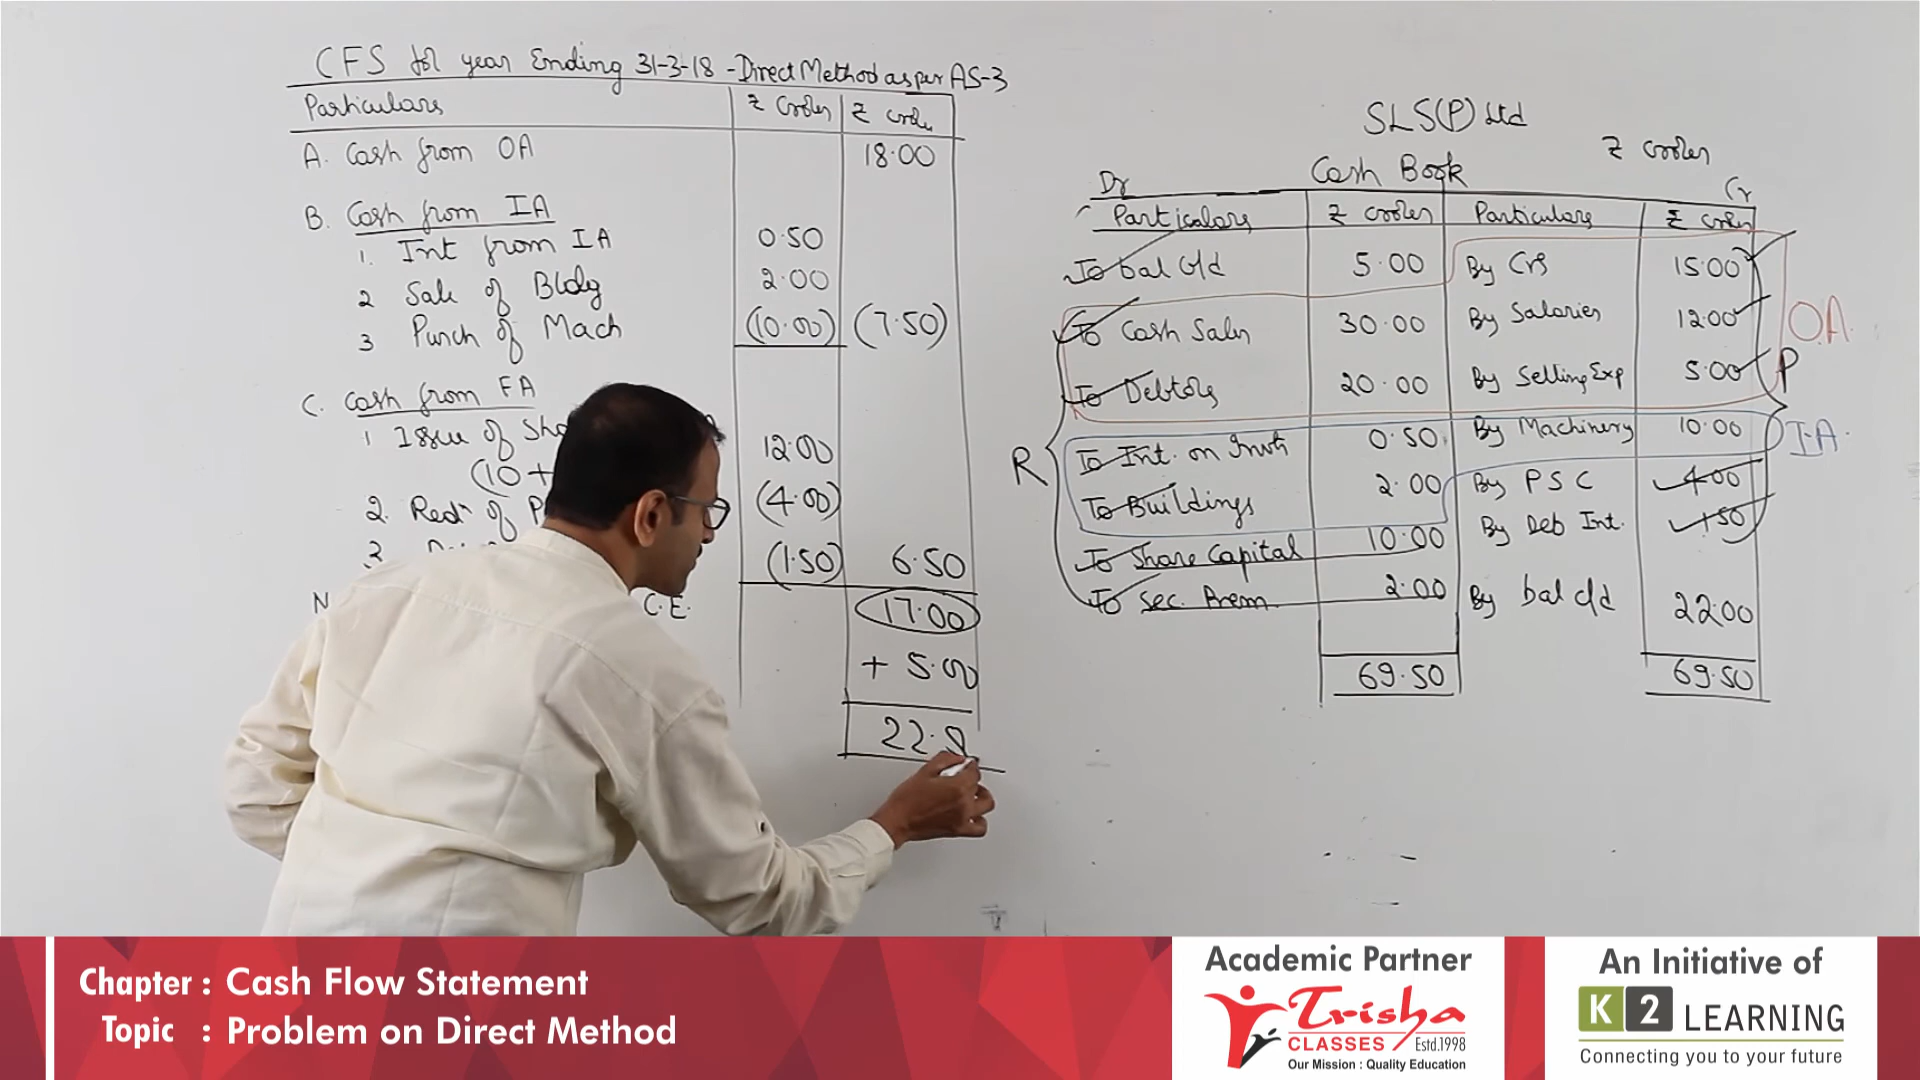 CFS for year Ending 31-3-18 - Direct Method as per AS-3
Particulars ₹ Crores ₹ Crores
A. Cash from OA 18.00
B. Cash from IA
1. Int from IA 0.50
2 Sale of Bldg 2.00
3 Purch of Mach (10.00) (7.50)
C. Cash from FA
1 Issue of Sha 12.00
(10 +
2. Redn of P (4.00)
3 (1.50) 6.50
N C.E. 17.00
+ 5.00
22.
SLS(P) Ltd
₹ Crores
Dr Cash Book Cr
Particulars ₹ Crores Particulars ₹ Crores
To bal b/d 5.00 By Crs 15.00
To Cash Sales 30.00 By Salaries 12.00 O.A.
To Debtors 20.00 By Selling Exp 5.00 P
R To Int. on Invts 0.50 By Machinery 10.00 I.A.
To Buildings 2.00 By PSC 4.00
To Share Capital 10.00 By Deb Int. 1.50
To Sec. Prem. 2.00 By bal c/d 22.00
69.50 69.50
Chapter : Cash Flow Statement
Topic : Problem on Direct Method
Academic Partner
Trisha
CLASSES Estd.1998
Our Mission : Quality Education
An Initiative of
K2 LEARNING
Connecting you to your future